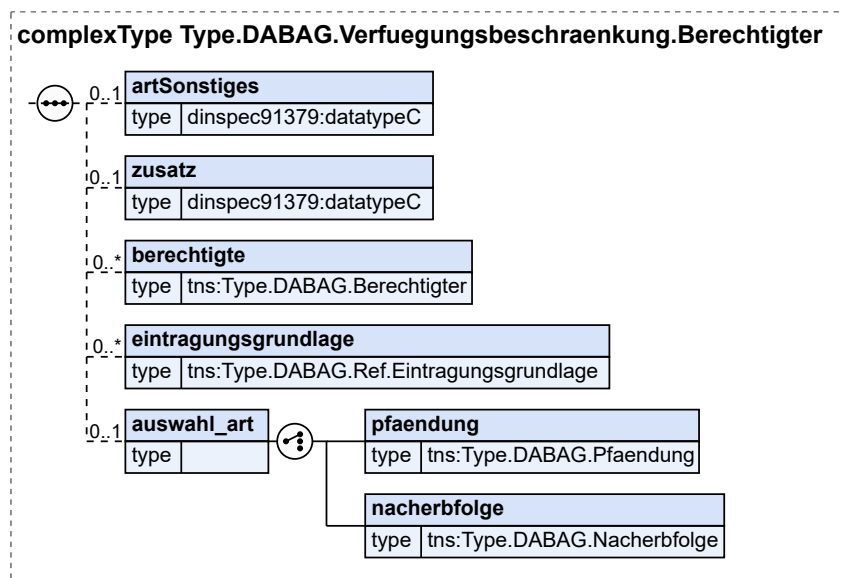 complexType Type.DABAG.Verfuegungsbeschraenkung.Berechtigter
0..1 artSonstiges
type dinspec91379:datatypeC
0..1 zusatz
type dinspec91379:datatypeC
0..* berechtigte
type tns:Type.DABAG.Berechtigter
0..* eintragungsgrundlage
type tns:Type.DABAG.Ref.Eintragungsgrundlage
0..1 auswahl_art pfaendung
type type tns:Type.DABAG.Pfaendung
nacherbfolge
type tns:Type.DABAG.Nacherbfolge